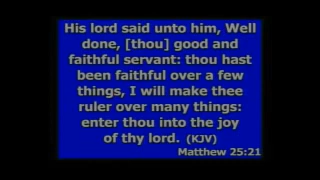 His lord said unto him, Well
done, [thou] good and
faithful servant: thou hast
been faithful over a few
things, I will make thee
ruler over many things:
enter thou into the joy
of thy lord. (KJV)
Matthew 25:21